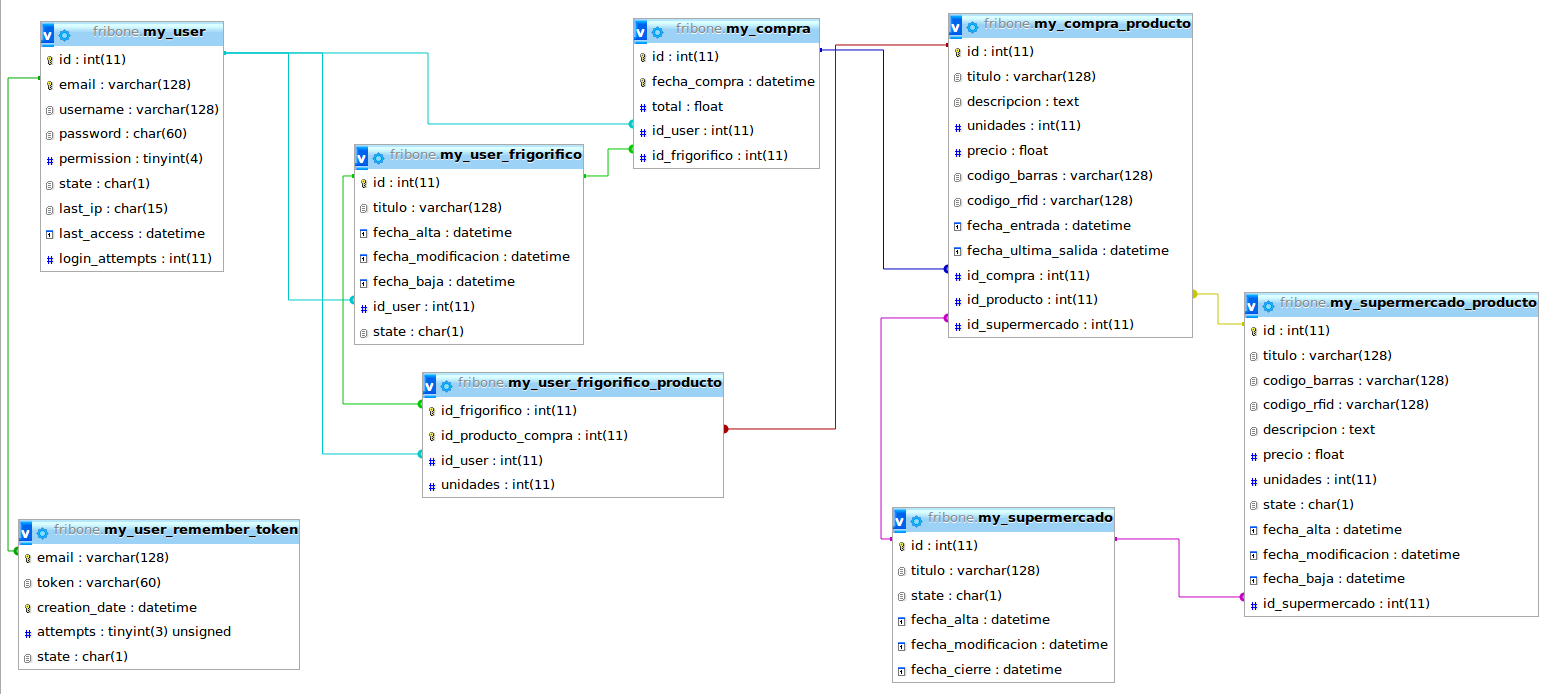 fribone.my_user
id : int(11)
email : varchar(128)
username : varchar(128)
password : char(60)
permission : tinyint(4)
state : char(1)
last_ip : char(15)
last_access : datetime
login_attempts : int(11)
fribone.my_compra
id : int(11)
fecha_compra : datetime
total : float
id_user : int(11)
id_frigorifico : int(11)
fribone.my_compra_producto
id : int(11)
titulo : varchar(128)
descripcion : text
unidades : int(11)
precio : float
codigo_barras : varchar(128)
codigo_rfid : varchar(128)
fecha_entrada : datetime
fecha_ultima_salida : datetime
id_compra : int(11)
id_producto : int(11)
id_supermercado : int(11)
fribone.my_user_frigorifico
id : int(11)
titulo : varchar(128)
fecha_alta : datetime
fecha_modificacion : datetime
fecha_baja : datetime
id_user : int(11)
state : char(1)
fribone.my_supermercado_producto
id : int(11)
titulo : varchar(128)
codigo_barras : varchar(128)
codigo_rfid : varchar(128)
descripcion : text
precio : float
unidades : int(11)
state : char(1)
fecha_alta : datetime
fecha_modificacion : datetime
fecha_baja : datetime
id_supermercado : int(11)
fribone.my_user_frigorifico_producto
id_frigorifico : int(11)
id_producto_compra : int(11)
id_user : int(11)
unidades : int(11)
fribone.my_user_remember_token
email : varchar(128)
token : varchar(60)
creation_date : datetime
attempts : tinyint(3) unsigned
state : char(1)
fribone.my_supermercado
id : int(11)
titulo : varchar(128)
state : char(1)
fecha_alta : datetime
fecha_modificacion : datetime
fecha_cierre : datetime